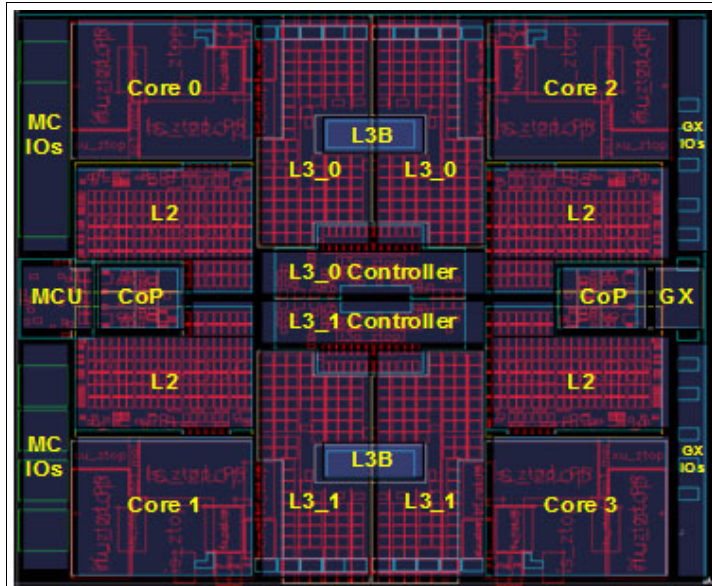 Core 0
Core 2
MC
IOs
GX
IOs
L3B
L3_0
L3_0
L2
L2
L3_0 Controller
MCU
CoP
CoP
GX
L3_1 Controller
L2
L2
MC
IOs
L3B
GX
IOs
Core 1
L3_1
L3_1
Core 3